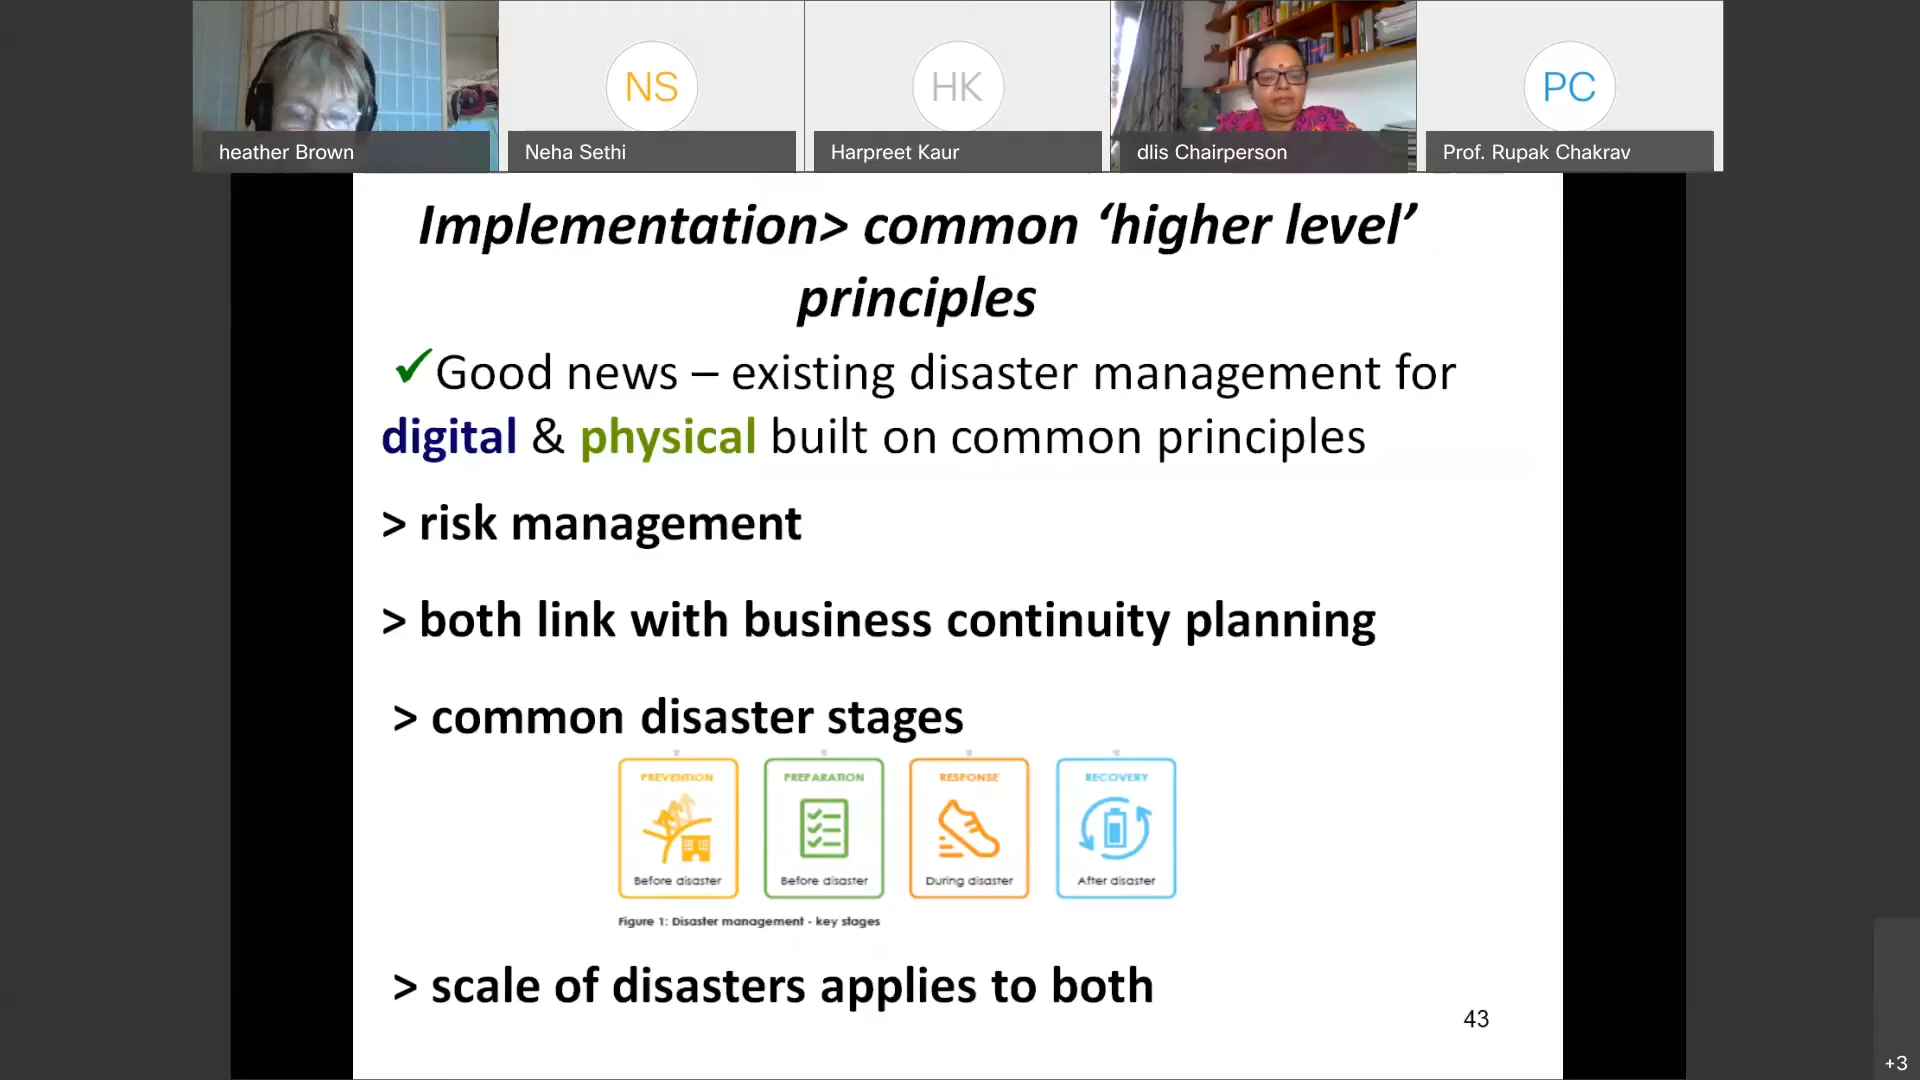 NS
HK
PC
heather Brown
Neha Sethi
Harpreet Kaur
dlis Chairperson
Prof. Rupak Chakrav
Implementation> common ‘higher level’
principles
✓Good news – existing disaster management for
digital & physical built on common principles
> risk management
> both link with business continuity planning
> common disaster stages
PREVENTION
Before disaster
PREPARATION
Before disaster
RESPONSE
During disaster
RECOVERY
After disaster
Figure 1: Disaster management - key stages
> scale of disasters applies to both
43
+3